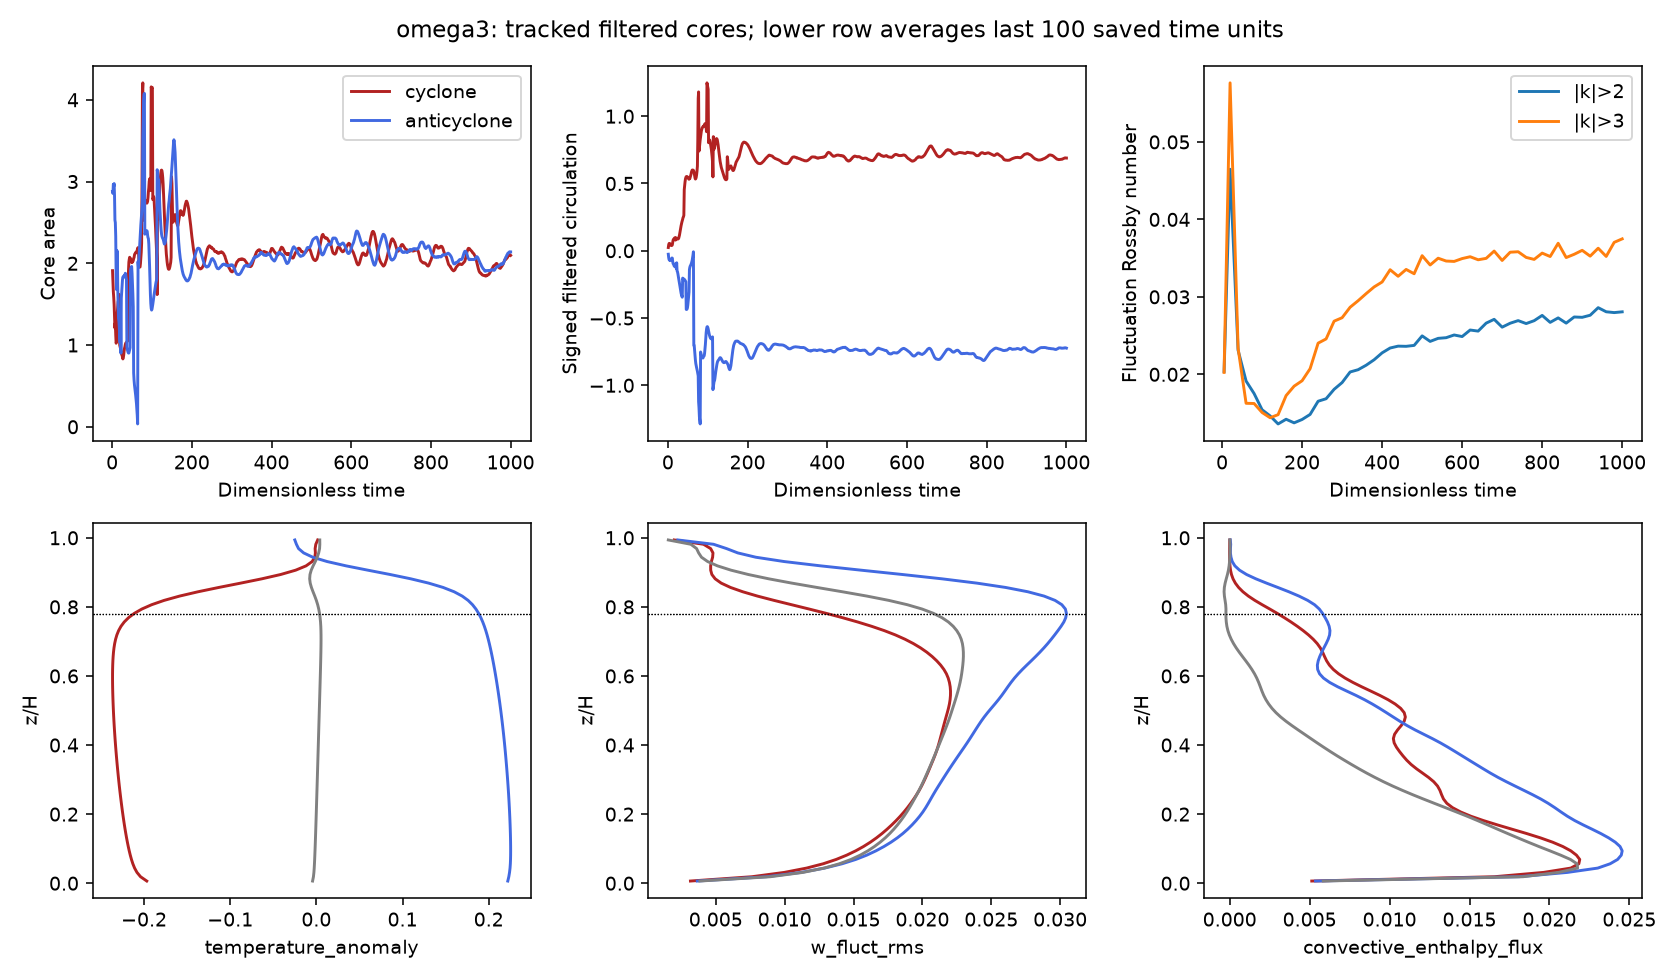 omega3: tracked filtered cores; lower row averages last 100 saved time units
Core area
4
3
2
1
0
cyclone
anticyclone
0 200 400 600 800 1000
Dimensionless time
Signed filtered circulation
1.0
0.5
0.0
−0.5
−1.0
0 200 400 600 800 1000
Dimensionless time
Fluctuation Rossby number
0.05
0.04
0.03
0.02
|k|>2
|k|>3
0 200 400 600 800 1000
Dimensionless time
z/H
1.0
0.8
0.6
0.4
0.2
0.0
−0.2 −0.1 0.0 0.1 0.2
temperature_anomaly
z/H
1.0
0.8
0.6
0.4
0.2
0.0
0.005 0.010 0.015 0.020 0.025 0.030
w_fluct_rms
z/H
1.0
0.8
0.6
0.4
0.2
0.0
0.000 0.005 0.010 0.015 0.020 0.025
convective_enthalpy_flux